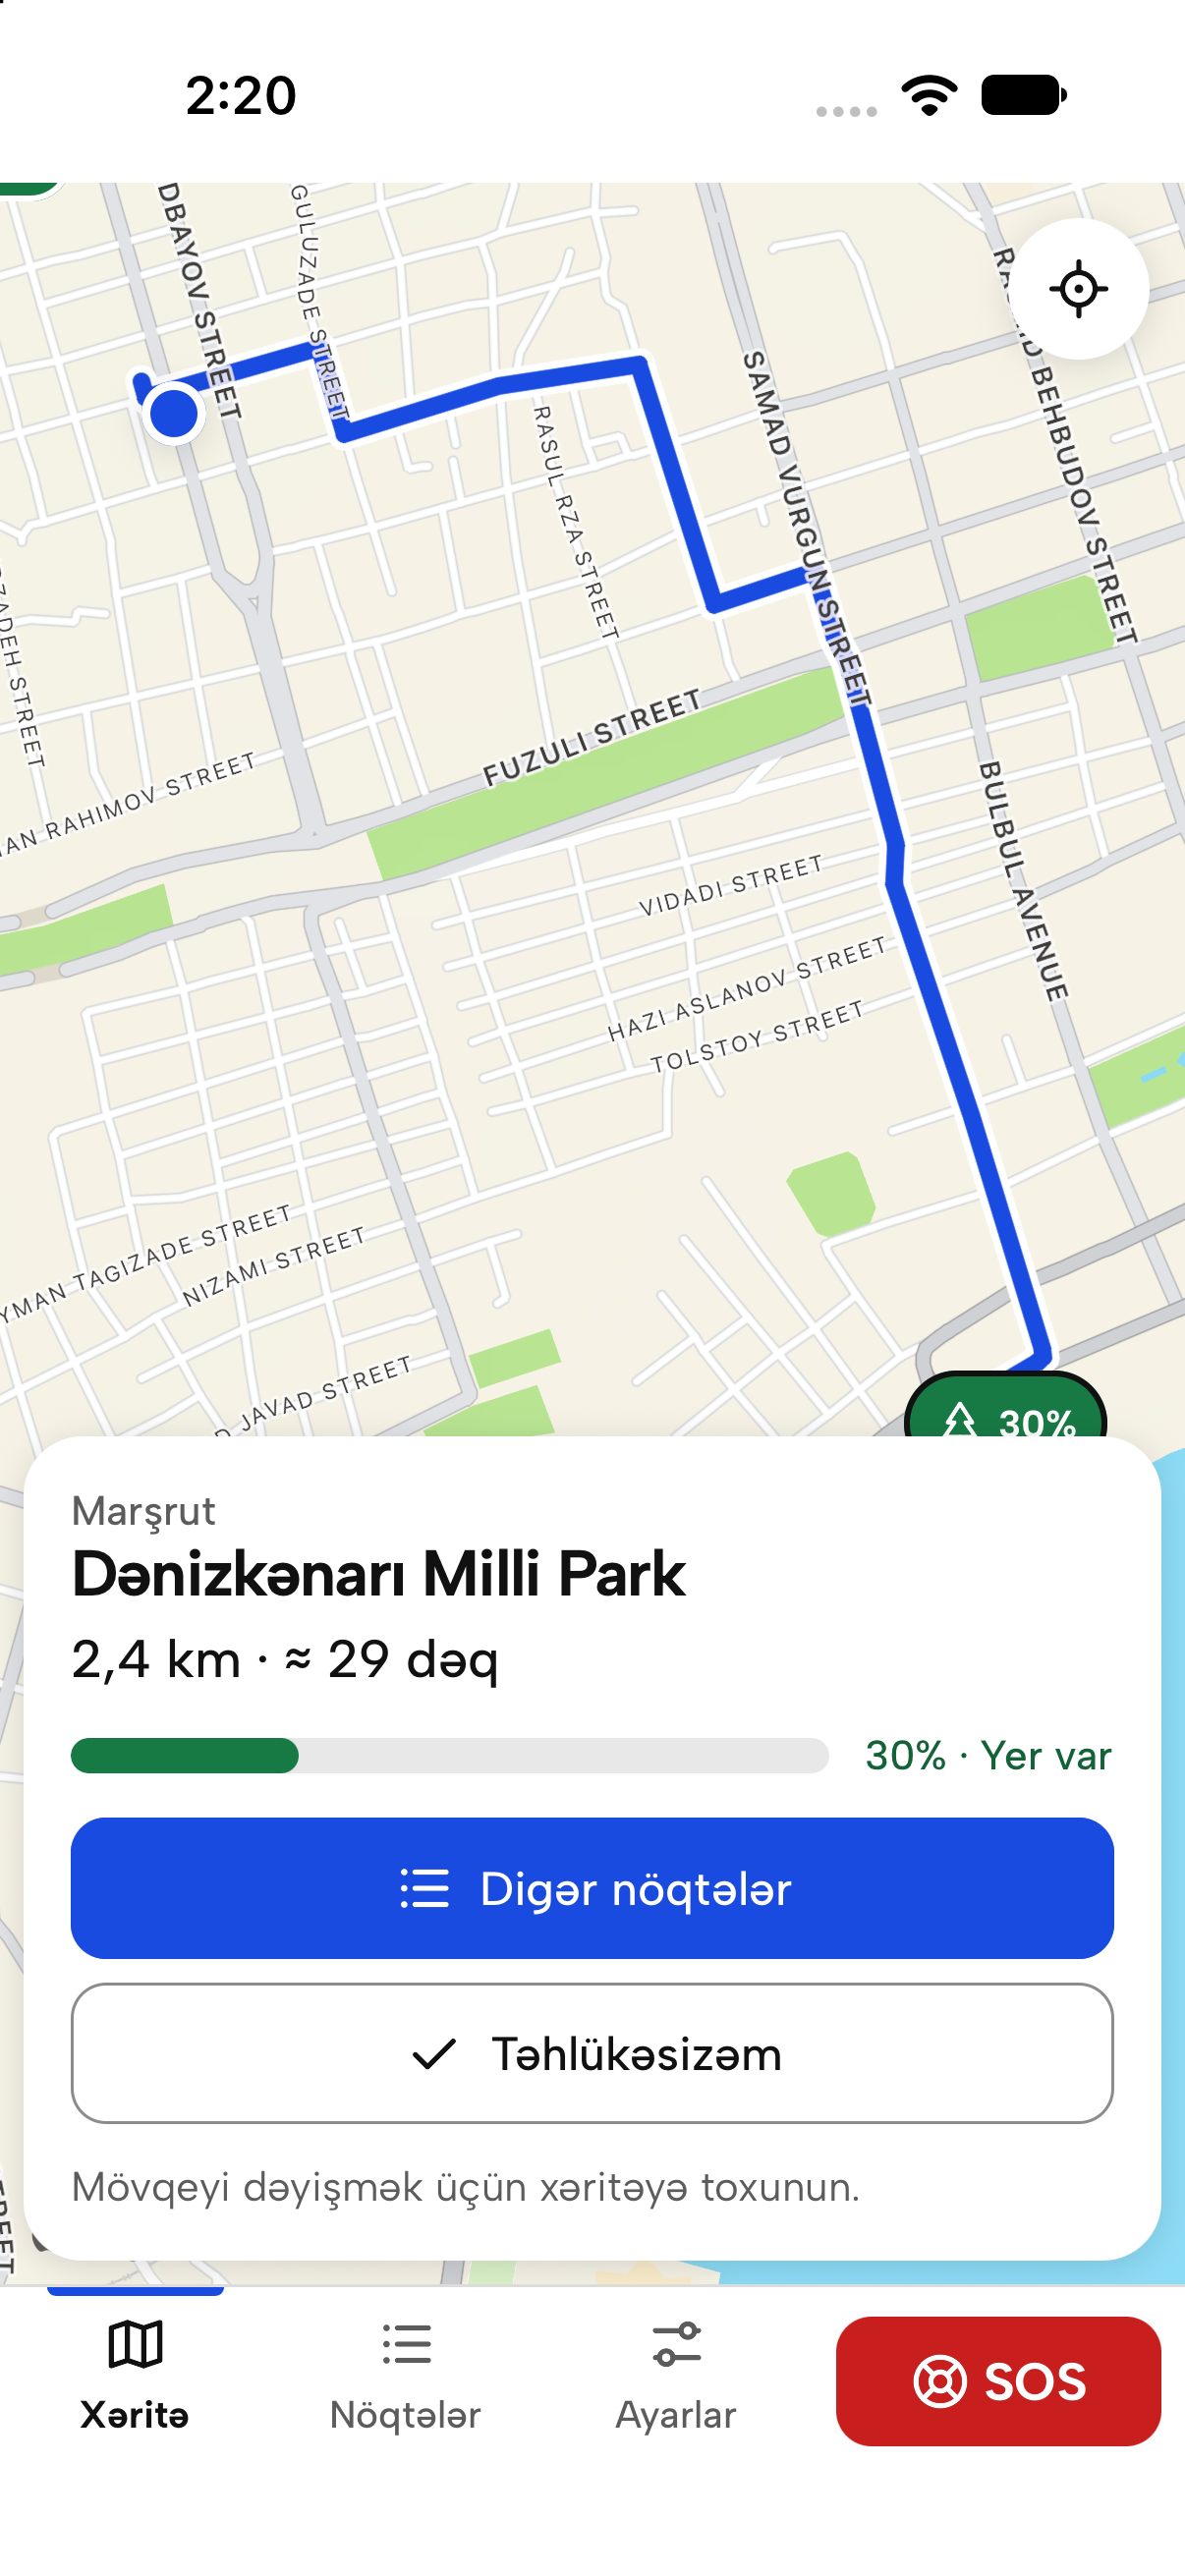 2:20
DBAYOV STREET
GULUZADE STREET
SAMAD VURGUN STREET
BEHBUDOV STREET
RASUL RZA STREET
ZADEH STREET
FUZULI STREET
RAHIMOV STREET
BULBUL AVENUE
VIDADI STREET
HAZI ASLANOV STREET
TOLSTOY STREET
YMAN TAGIZADE STREET
NIZAMI STREET
JAVAD STREET
30%
Marşrut
Dənizkənarı Milli Park
2,4 km · ≈ 29 dəq
30% · Yer var
Digər nöqtələr
Təhlükəsizəm
Mövqeyi dəyişmək üçün xəritəyə toxunun.
Xəritə
Nöqtələr
Ayarlar
SOS